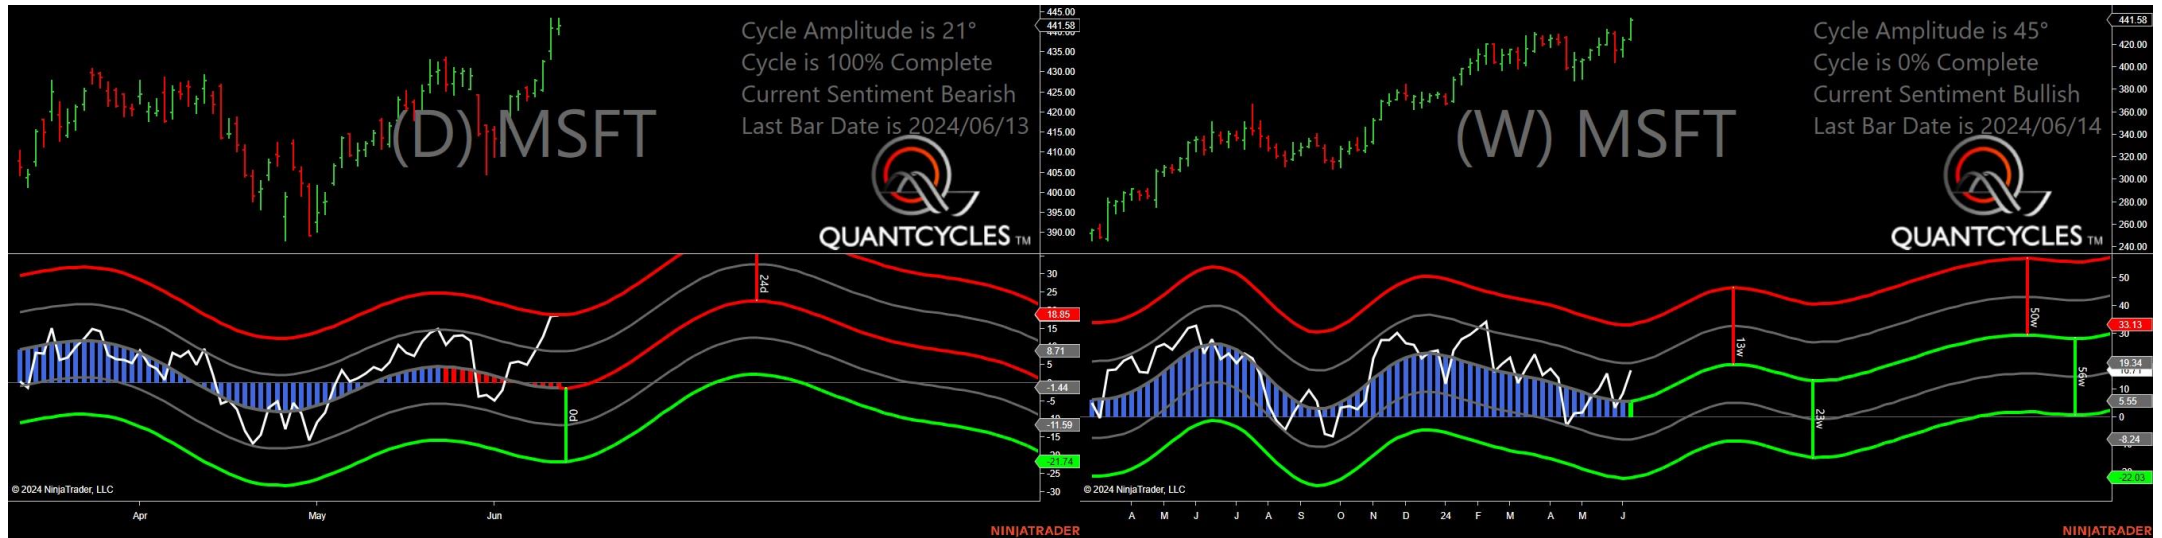 Cycle Amplitude is 21°
Cycle is 100% Complete
Current Sentiment Bearish
Last Bar Date is 2024/06/13
(D) MSFT
QUANTCYCLES TM
445.00
441.58
440.00
435.00
430.00
425.00
420.00
415.00
410.00
405.00
400.00
395.00
390.00
24d
0d
30
25
18.85
15
8.71
5
-1.44
-5
-11.59
-15
-21.74
-25
-30
© 2024 NinjaTrader, LLC
Apr May Jun
NINJATRADER
Cycle Amplitude is 45°
Cycle is 0% Complete
Current Sentiment Bullish
Last Bar Date is 2024/06/14
(W) MSFT
QUANTCYCLES TM
441.58
420.00
400.00
380.00
360.00
340.00
320.00
300.00
280.00
260.00
240.00
13w
23w
50w
56w
50
40
33.13
30
19.34
10
5.55
0
-8.24
-22.03
© 2024 NinjaTrader, LLC
A M J J A S O N D 24 F M A M J
NINJATRADER